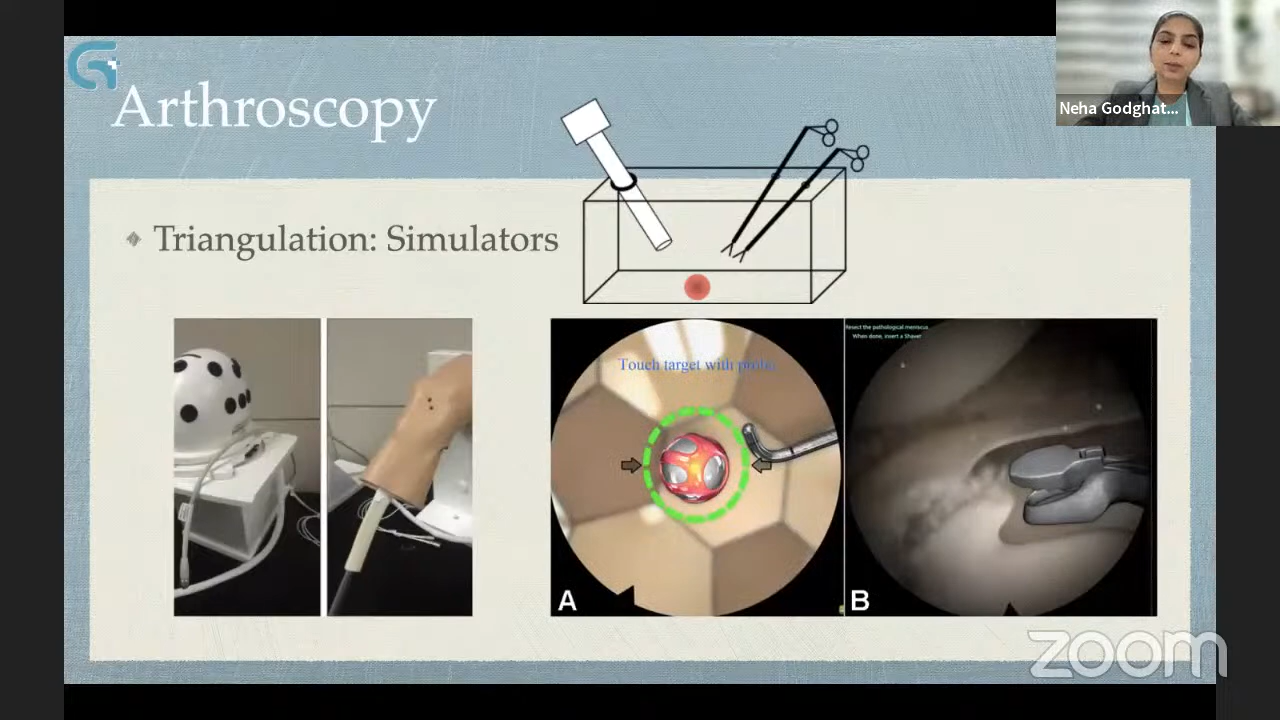 Arthroscopy
Neha Godghat...
Triangulation: Simulators
Touch target with probe
Resect the pathological meniscus
When done, insert a Shaver
A
B
zoom